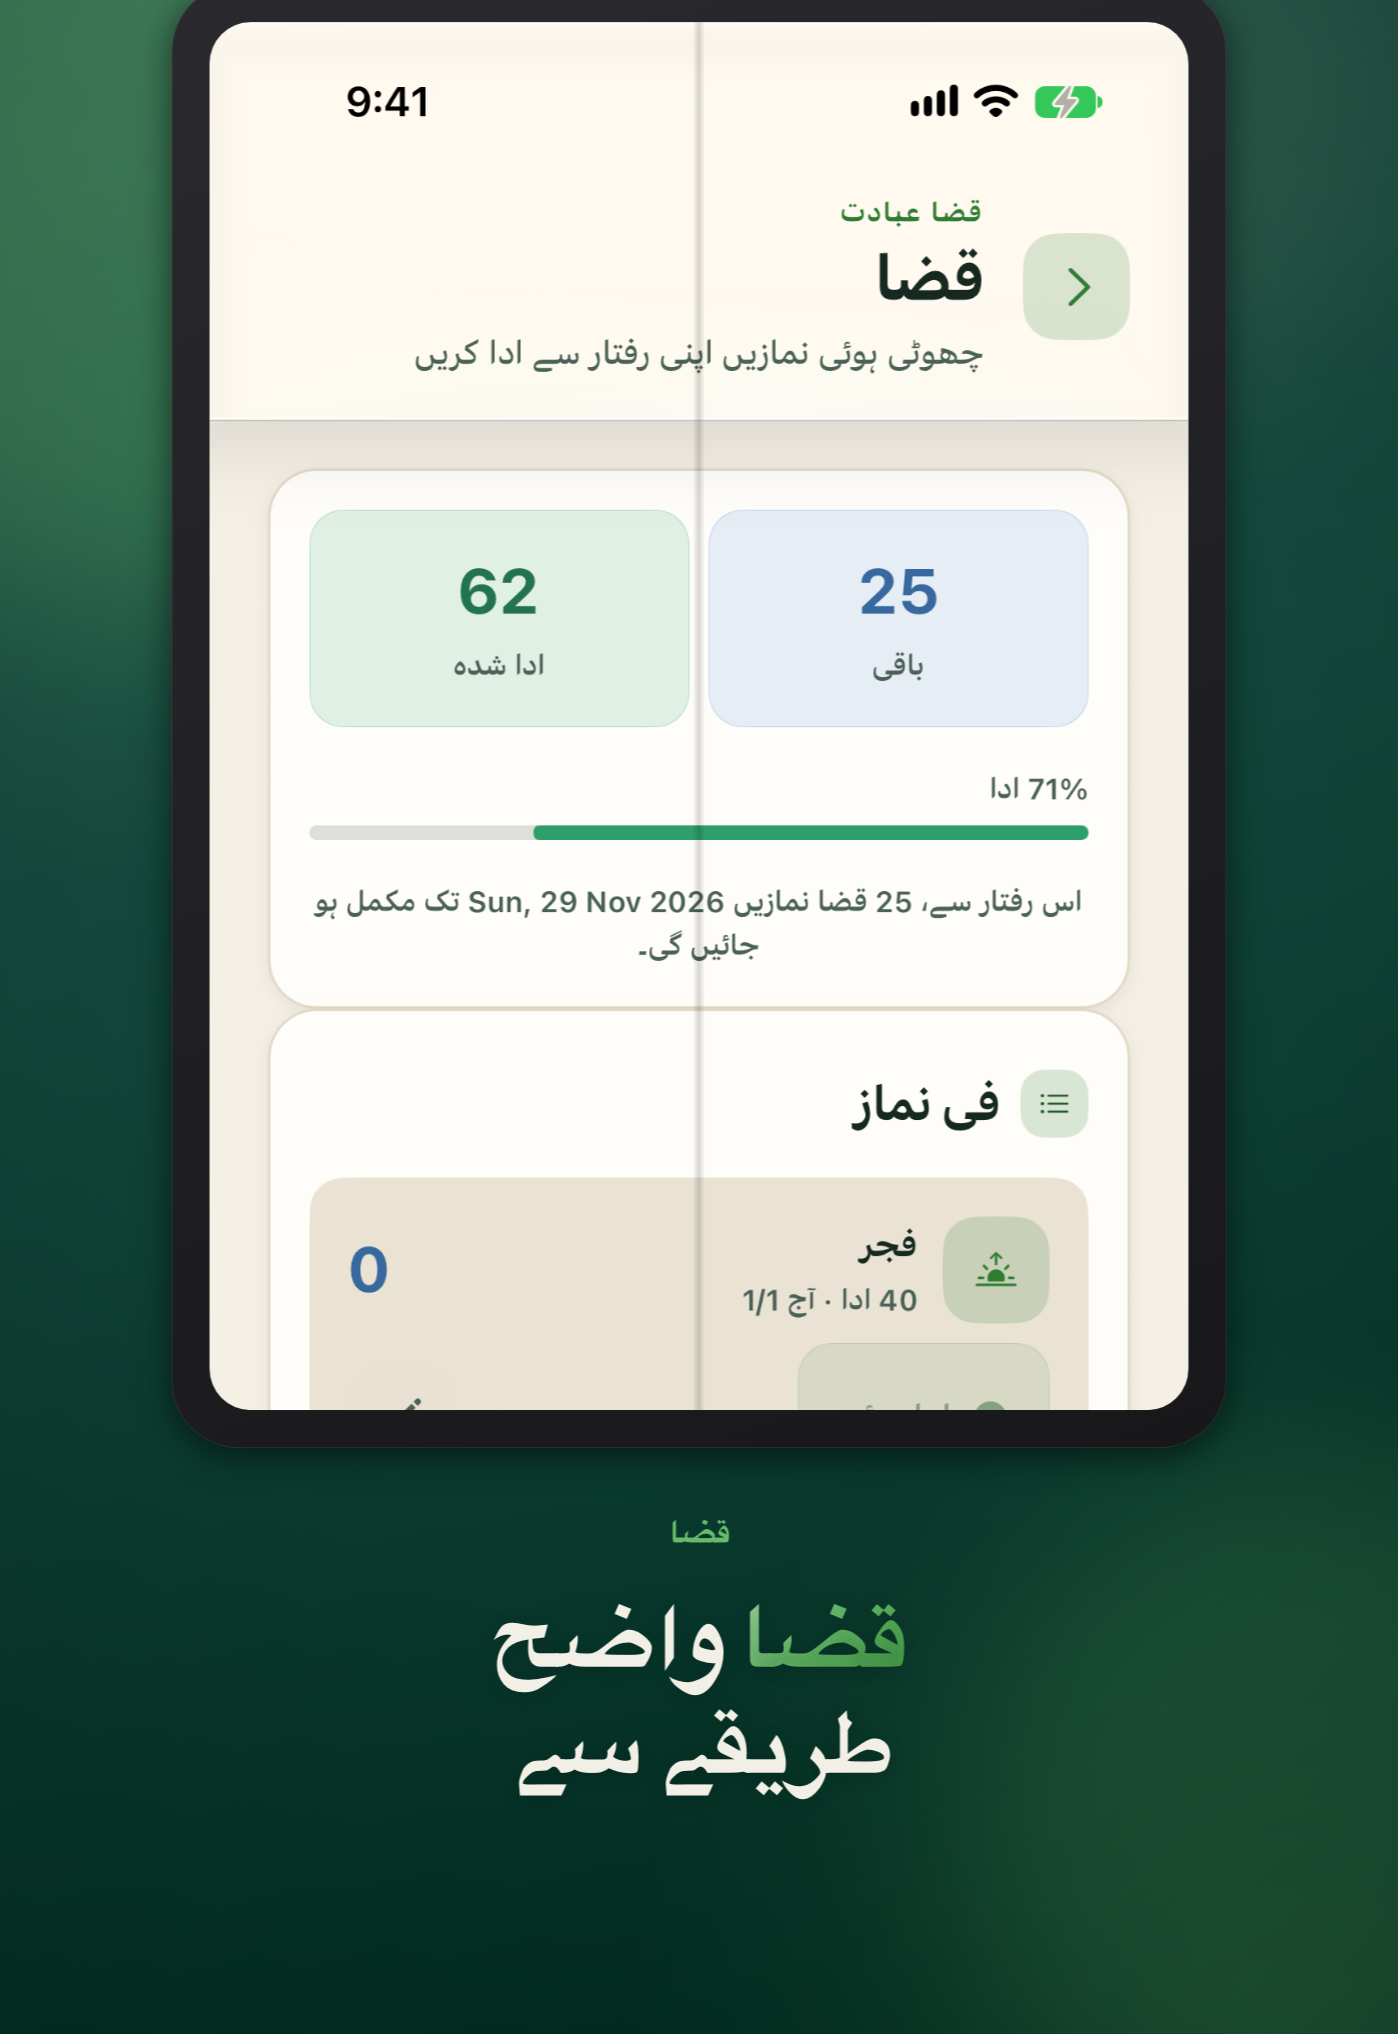 9:41
قضا عبادت
قضا
چھوٹی ہوئی نمازیں اپنی رفتار سے ادا کریں
25
باقی
62
ادا شدہ
71% ادا
اس رفتار سے، 25 قضا نمازیں Sun, 29 Nov 2026 تک مکمل ہو
جائیں گی۔
فی نماز
فجر
0
40 ادا · آج 1/1
قضا
قضا واضح
طریقے سے